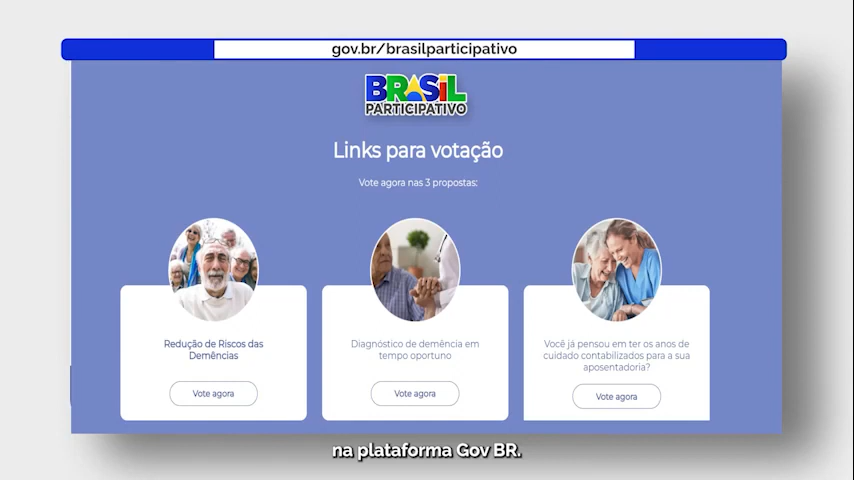 gov.br/brasilparticipativo
BRASIL
PARTICIPATIVO
Links para votação
Vote agora nas 3 propostas:
Redução de Riscos das
Demências
Vote agora
Diagnóstico de demência em
tempo oportuno
Vote agora
Você já pensou em ter os anos de
cuidado contabilizados para a sua
aposentadoria?
Vote agora
na plataforma Gov BR.